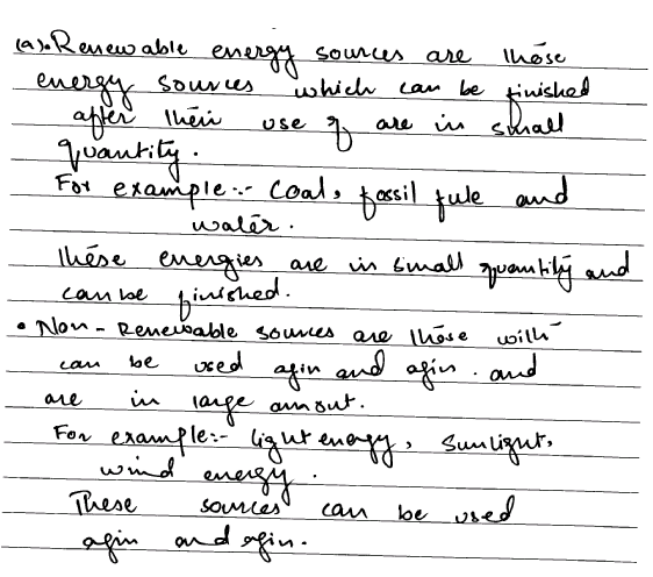 (a). Renewable energy sources are those
energy sources which can be finished
after their use & are in small
quantity.
For example:- Coal, fossil fule and
water.
these energies are in small quantity and
can be finished.
• Non-Renewable sources are those with
can be used agin and agin. and
are in large amout.
For example:- light energy, sunlight,
wind energy.
These sources can be used
agin and agin.